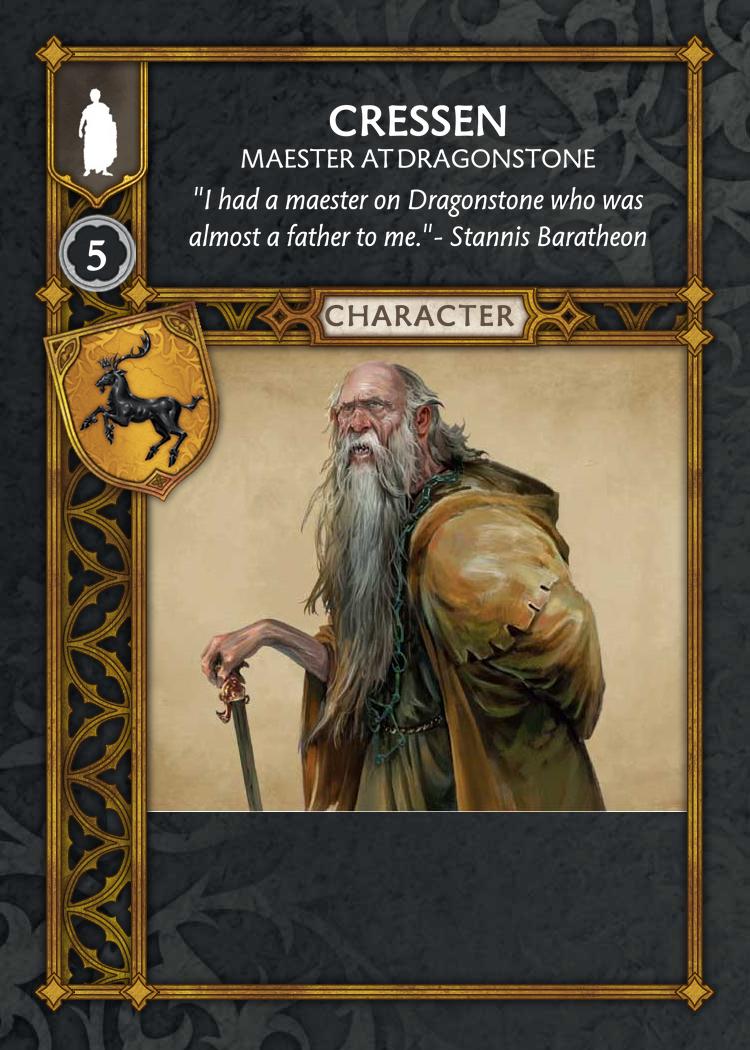 CRESSEN
MAESTER AT DRAGONSTONE
"I had a maester on Dragonstone who was
almost a father to me."- Stannis Baratheon
5
CHARACTER